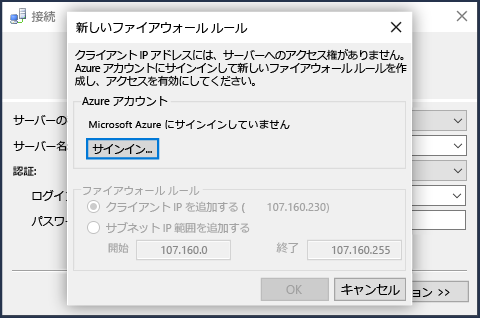 接続
新しいファイアウォール ルール
クライアント IP アドレスには、サーバーへのアクセス権がありません。
Azure アカウントにサインインして新しいファイアウォール ルールを作
成し、アクセスを有効にしてください。
Azure アカウント
Microsoft Azure にサインインしていません
サインイン...
サーバーの
サーバー名
認証:
ログイ
パスワー
ファイアウォール ルール
クライアント IP を追加する ( 107.160.230)
サブネット IP 範囲を追加する
開始 107.160.0 終了 107.160.255
OK キャンセル
ョン >>